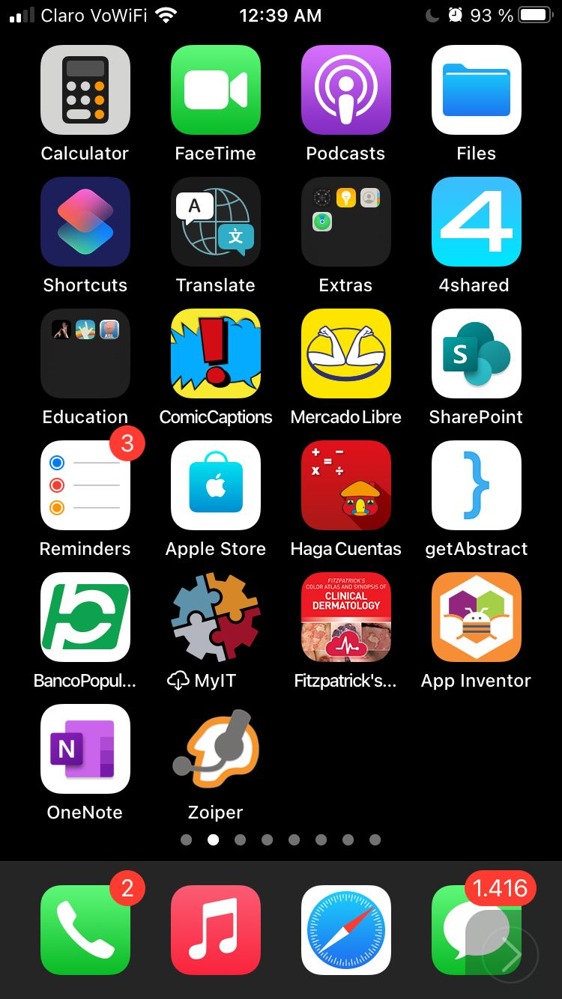 Claro VoWiFi 12:39 AM 93 %
Calculator FaceTime Podcasts Files
A 文
4
Shortcuts Translate Extras 4shared
ASL
!
S
Education ComicCaptions Mercado Libre SharePoint
3
+ −
=
x ÷
}
Reminders Apple Store Haga Cuentas getAbstract
FITZPATRICK'S
COLOR ATLAS AND SYNOPSIS OF
CLINICAL
DERMATOLOGY
BancoPopul... MyIT Fitzpatrick's... App Inventor
N
OneNote Zoiper
2 1.416